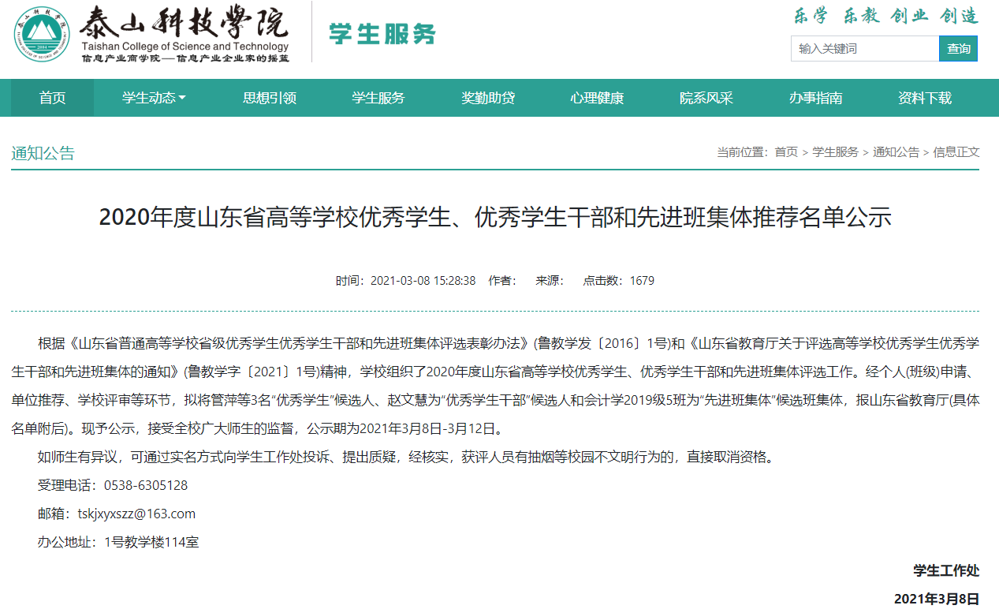 泰山科技学院
Taishan College of Science and Technology
信息产业商学院—信息产业企业家的摇蓝
学生服务
乐学 乐教 创业 创造
输入关键词 查询
首页 学生动态 思想引领 学生服务 奖勤助贷 心理健康 院系风采 办事指南 资料下载
通知公告 当前位置：首页 > 学生服务 > 通知公告 > 信息正文
2020年度山东省高等学校优秀学生、优秀学生干部和先进班集体推荐名单公示
时间：2021-03-08 15:28:38 作者： 来源： 点击数：1679
根据《山东省普通高等学校省级优秀学生优秀学生干部和先进班集体评选表彰办法》(鲁教学发〔2016〕1号)和《山东省教育厅关于评选高等学校优秀学生优秀学
生干部和先进班集体的通知》(鲁教学字〔2021〕1号)精神，学校组织了2020年度山东省高等学校优秀学生、优秀学生干部和先进班集体评选工作。经个人(班级)申请、
单位推荐、学校评审等环节，拟将管萍等3名“优秀学生”候选人、赵文慧为“优秀学生干部”候选人和会计学2019级5班为“先进班集体”候选班集体，报山东省教育厅(具体
名单附后)。现予公示，接受全校广大师生的监督，公示期为2021年3月8日-3月12日。
如师生有异议，可通过实名方式向学生工作处投诉、提出质疑，经核实，获评人员有抽烟等校园不文明行为的，直接取消资格。
受理电话：0538-6305128
邮箱：tskjxyxszz@163.com
办公地址：1号教学楼114室
学生工作处
2021年3月8日